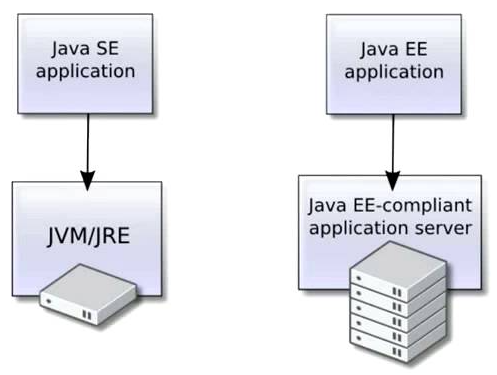 Java SE
application
Java EE
application
JVM/JRE
Java EE-compliant
application server